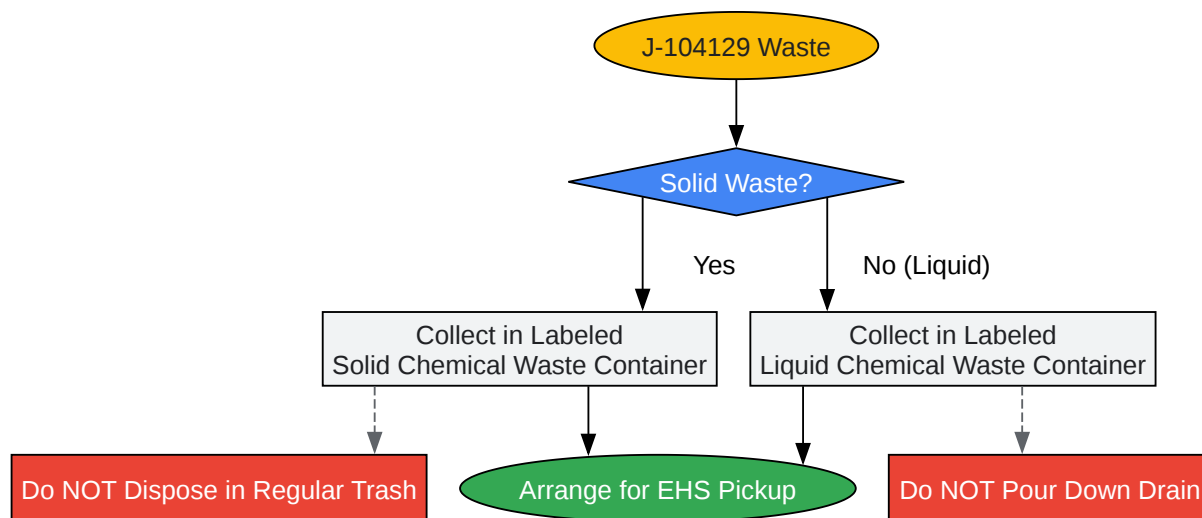 J-104129 Waste
Solid Waste?
Yes
No (Liquid)
Collect in Labeled
Solid Chemical Waste Container
Collect in Labeled
Liquid Chemical Waste Container
Do NOT Dispose in Regular Trash
Arrange for EHS Pickup
Do NOT Pour Down Drain